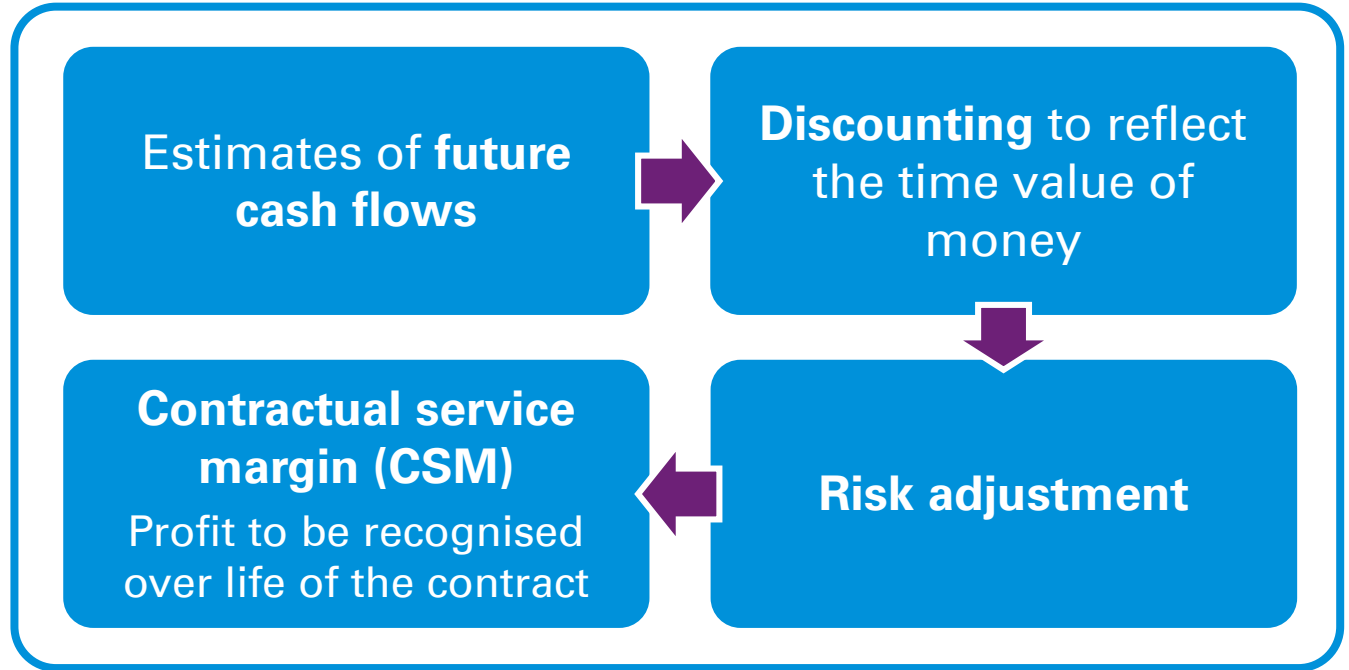 Estimates of future
cash flows
Discounting to reflect
the time value of
money
Risk adjustment
Contractual service
margin (CSM)
Profit to be recognised
over life of the contract